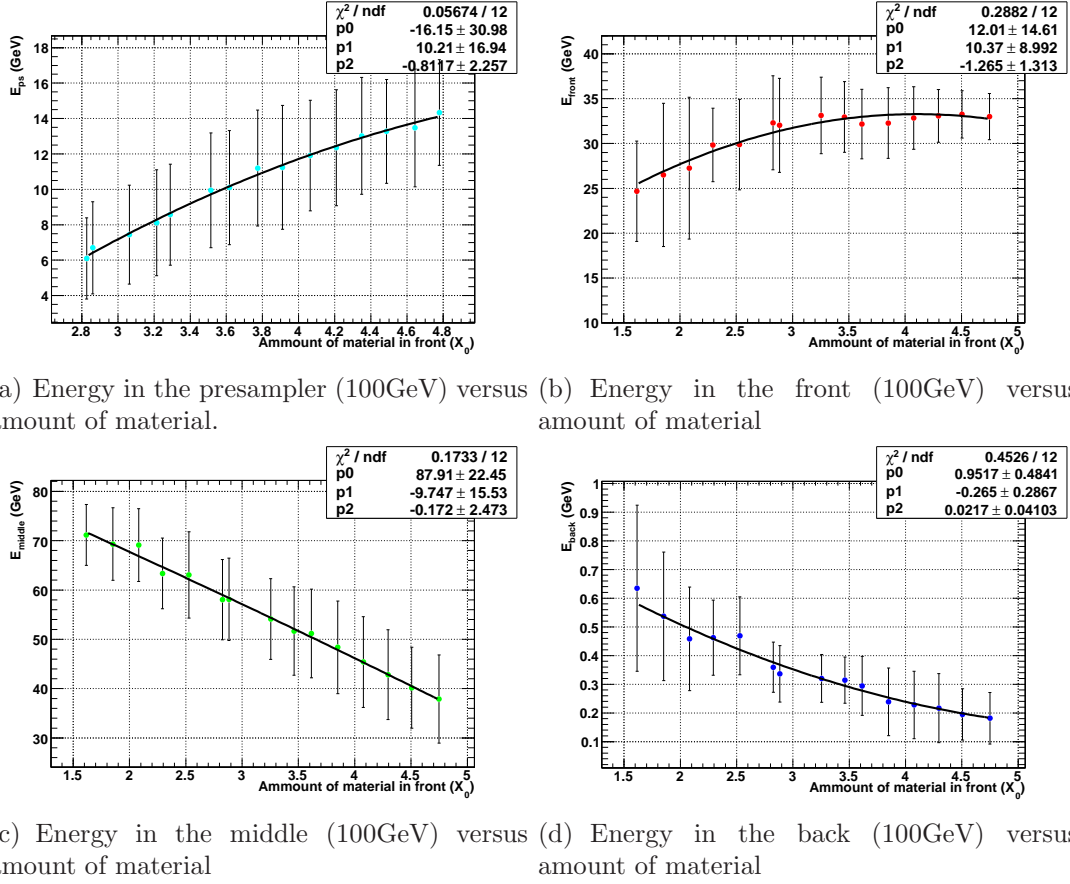 χ² / ndf 0.05674 / 12
p0 -16.15 ± 30.98
p1 10.21 ± 16.94
p2 -0.8117 ± 2.257
E_ps (GeV)
18
16
14
12
10
8
6
4
2.8 3 3.2 3.4 3.6 3.8 4 4.2 4.4 4.6 4.8
Ammount of material in front (X_0)
χ² / ndf 0.2882 / 12
p0 12.01 ± 14.61
p1 10.37 ± 8.992
p2 -1.265 ± 1.313
E_front (GeV)
40
35
30
25
20
15
10
1.5 2 2.5 3 3.5 4 4.5 5
Ammount of material in front (X_0)
a) Energy in the presampler (100GeV) versus
amount of material.
(b) Energy in the front (100GeV) versus
amount of material
χ² / ndf 0.1733 / 12
p0 87.91 ± 22.45
p1 -9.747 ± 15.53
p2 -0.172 ± 2.473
E_middle (GeV)
80
70
60
50
40
30
1.5 2 2.5 3 3.5 4 4.5 5
Ammount of material in front (X_0)
χ² / ndf 0.4526 / 12
p0 0.9517 ± 0.4841
p1 -0.265 ± 0.2867
p2 0.0217 ± 0.04103
E_back (GeV)
1
0.9
0.8
0.7
0.6
0.5
0.4
0.3
0.2
0.1
1.5 2 2.5 3 3.5 4 4.5 5
Ammount of material in front (X_0)
c) Energy in the middle (100GeV) versus
amount of material
(d) Energy in the back (100GeV) versus
amount of material